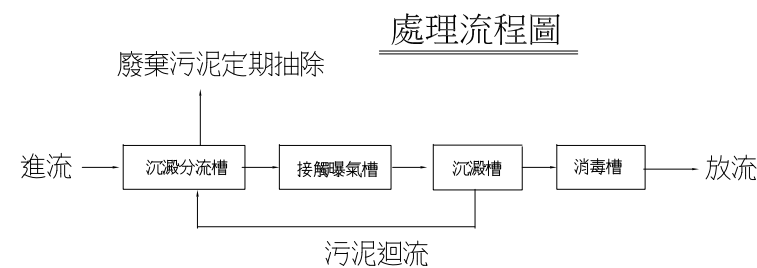 處理流程圖
廢棄污泥定期抽除
進流
沉澱分流槽
接觸曝氣槽
沉澱槽
消毒槽
放流
污泥迴流